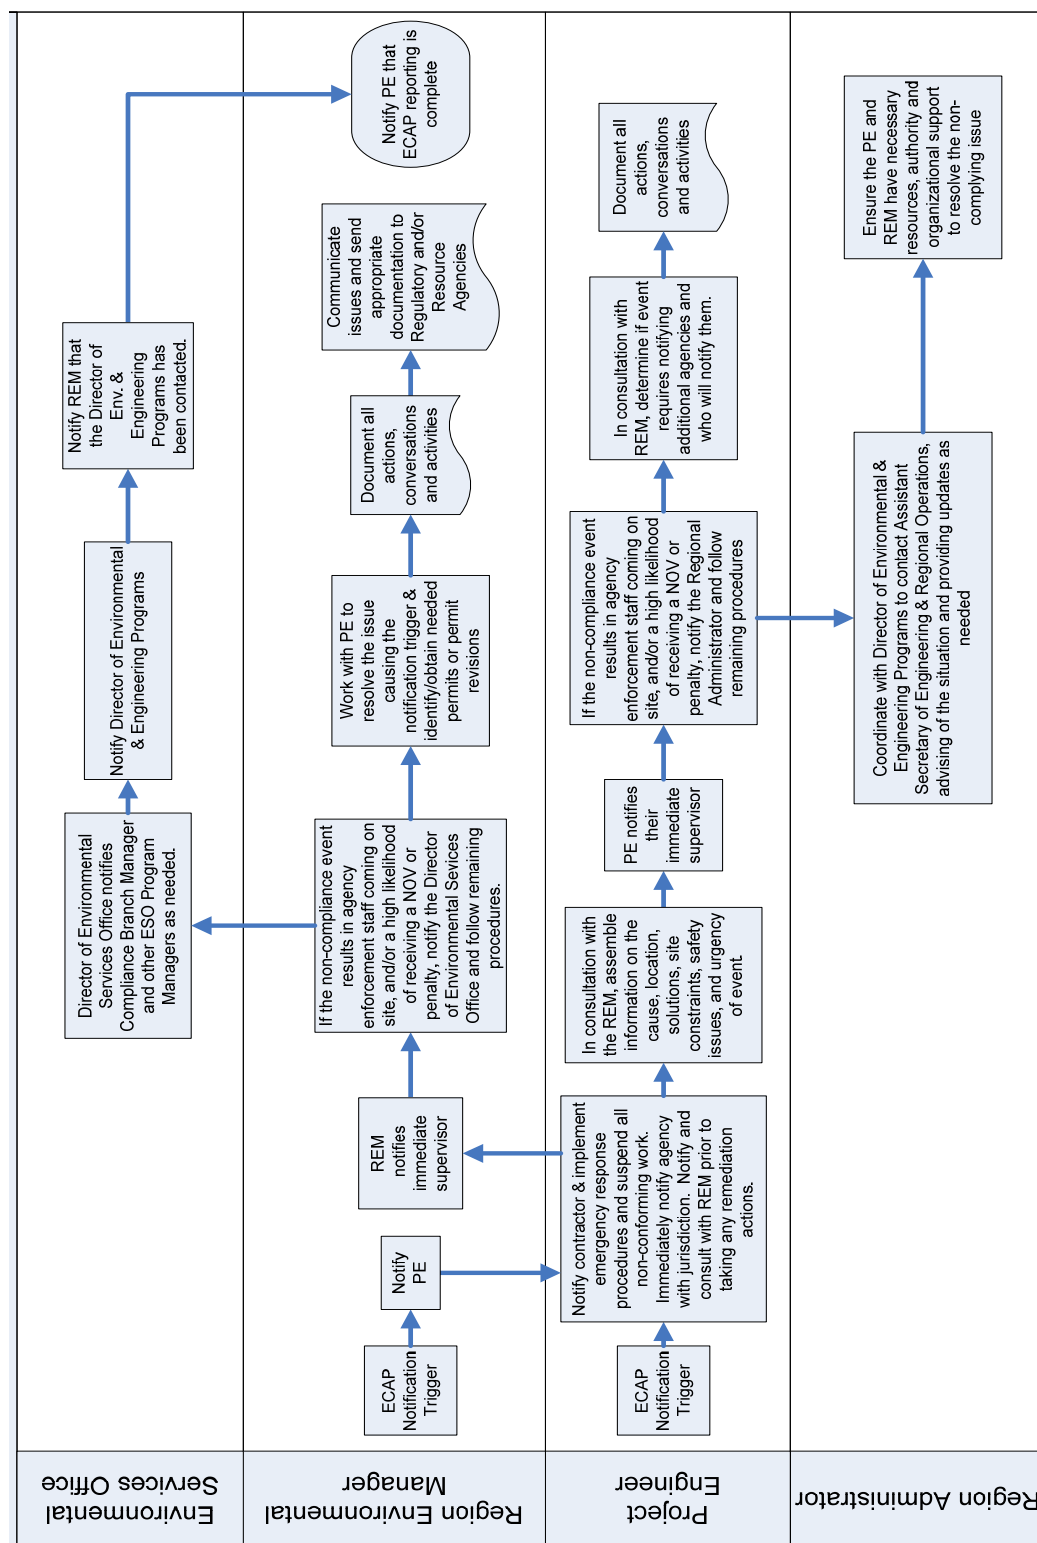 Environmental
Services Office
Director of Environmental
Services Office notifies
Compliance Branch Manager
and other ESO Program
Managers as needed.
Notify Director of Environmental
& Engineering Programs
Notify REM that
the Director of
Env. &
Engineering
Programs has
been contacted.
Region Environmental
Manager
ECAP
Notification
Trigger
Notify
PE
REM
notifies
immediate
supervisor
If the non-compliance event
results in agency
enforcement staff coming on
site, and/or a high likelihood
of receiving a NOV or
penalty, notify the Director
of Environmental Sevices
Office and follow remaining
procedures.
Work with PE to
resolve the issue
causing the
notification trigger &
identify/obtain needed
permits or permit
revisions
Document all
actions,
conversations
and activities
Communicate
issues and send
appropriate
documentation to
Regulatory and/or
Resource
Agencies
Notify PE that
ECAP reporting is
complete
Project
Engineer
ECAP
Notification
Trigger
Notify contractor & implement
emergency response
procedures and suspend all
non-conforming work.
Immediately notify agency
with jurisdiction. Notify and
consult with REM prior to
taking any remediation
actions.
In consultation with
the REM, assemble
information on the
cause, location,
solutions, site
constraints, safety
issues, and urgency
of event.
PE notifies
their
immediate
supervisor
If the non-compliance event
results in agency
enforcement staff coming on
site, and/or a high likelihood
of receiving a NOV or
penalty, notify the Regional
Administrator and follow
remaining procedures
In consultation with
REM, determine if event
requires notifying
additional agencies and
who will notify them.
Document all
actions,
conversations
and activities
Region Administrator
Coordinate with Director of Environmental &
Engineering Programs to contact Assistant
Secretary of Engineering & Regional Operations,
advising of the situation and providing updates as
needed
Ensure the PE and
REM have necessary
resources, authority and
organizational support
to resolve the non-
complying issue